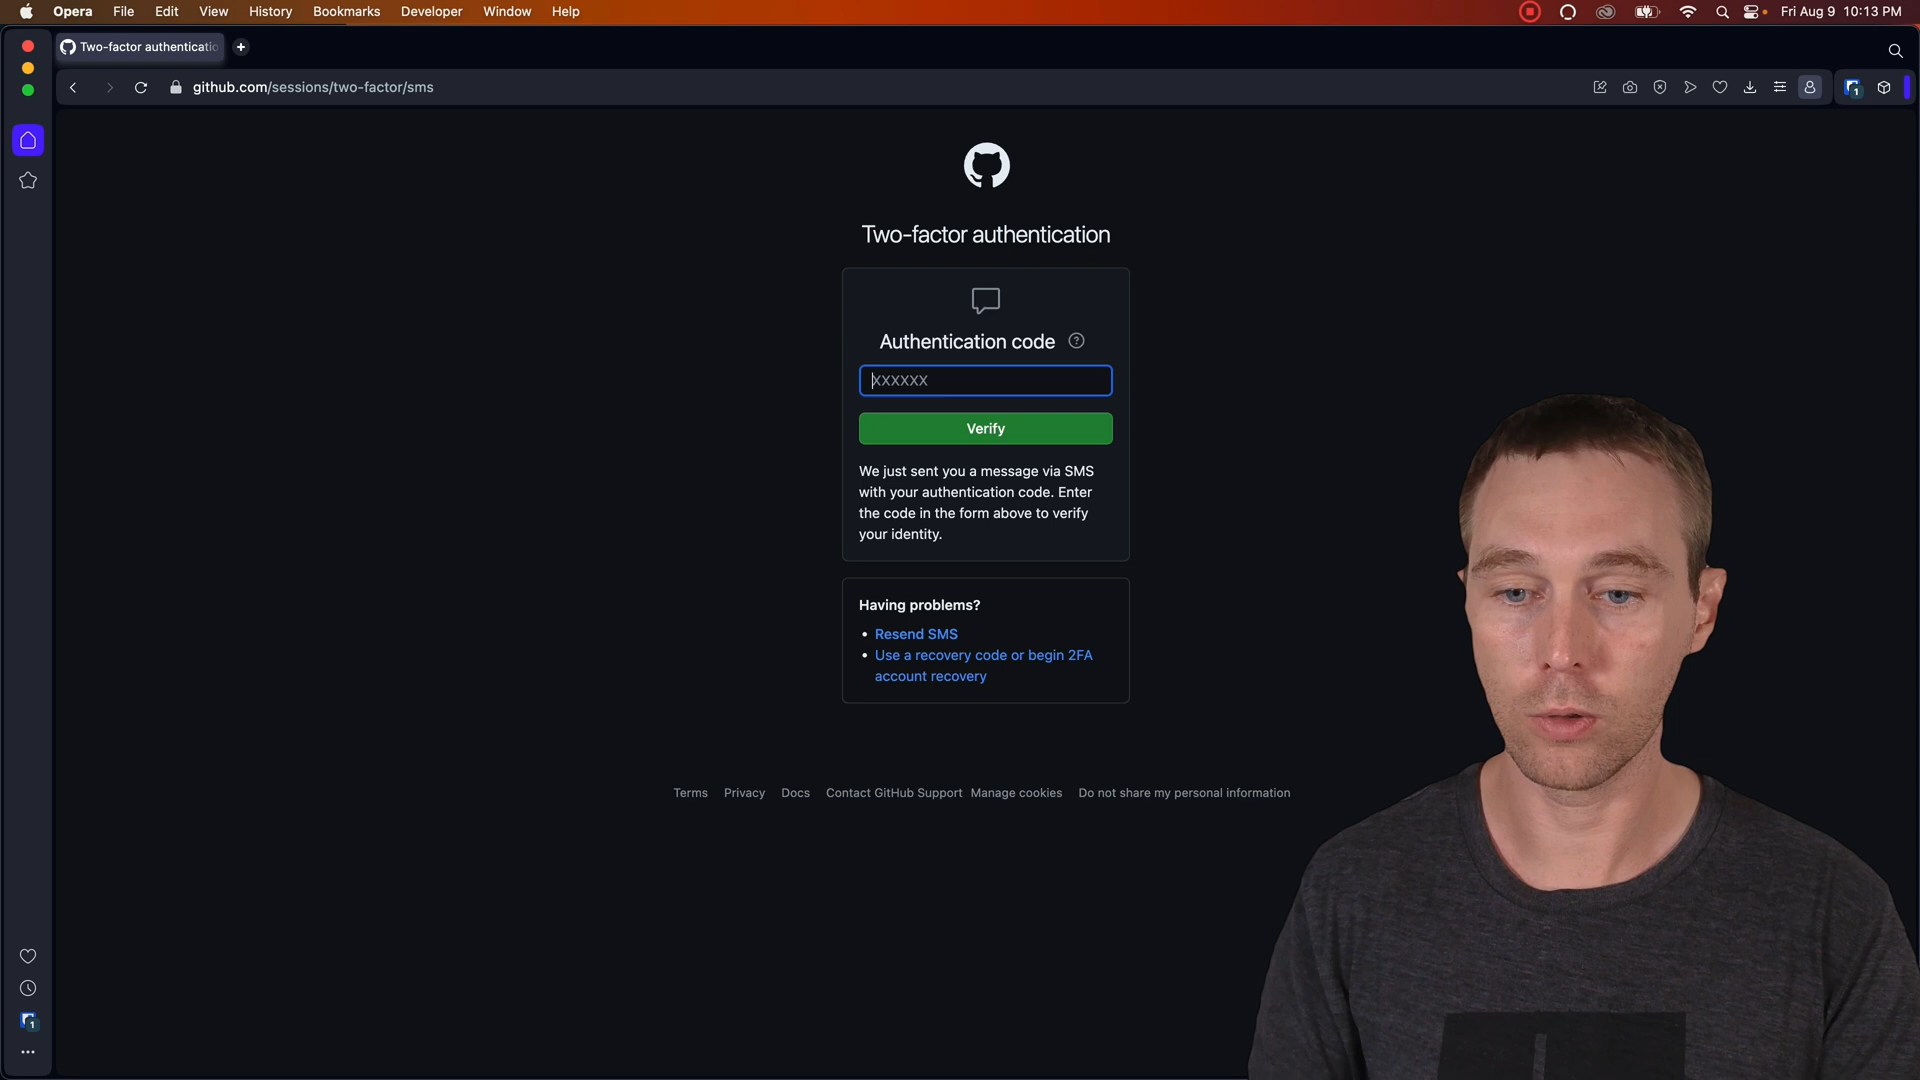 Opera File Edit View History Bookmarks Developer Window Help Fri Aug 9 10:13 PM
Two-factor authenticatio
github.com/sessions/two-factor/sms
1
Two-factor authentication
Authentication code
XXXXXX
Verify
We just sent you a message via SMS
with your authentication code. Enter
the code in the form above to verify
your identity.
Having problems?
• Resend SMS
• Use a recovery code or begin 2FA
account recovery
Terms Privacy Docs Contact GitHub Support Manage cookies Do not share my personal information
1